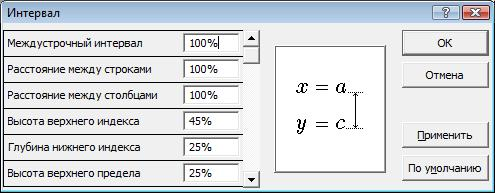 Интервал
Междустрочный интервал 100%
Расстояние между строками 100%
Расстояние между столбцами 100%
Высота верхнего индекса 45%
Глубина нижнего индекса 25%
Высота верхнего предела 25%
x = a
y = c
ОК
Отмена
Применить
По умолчанию